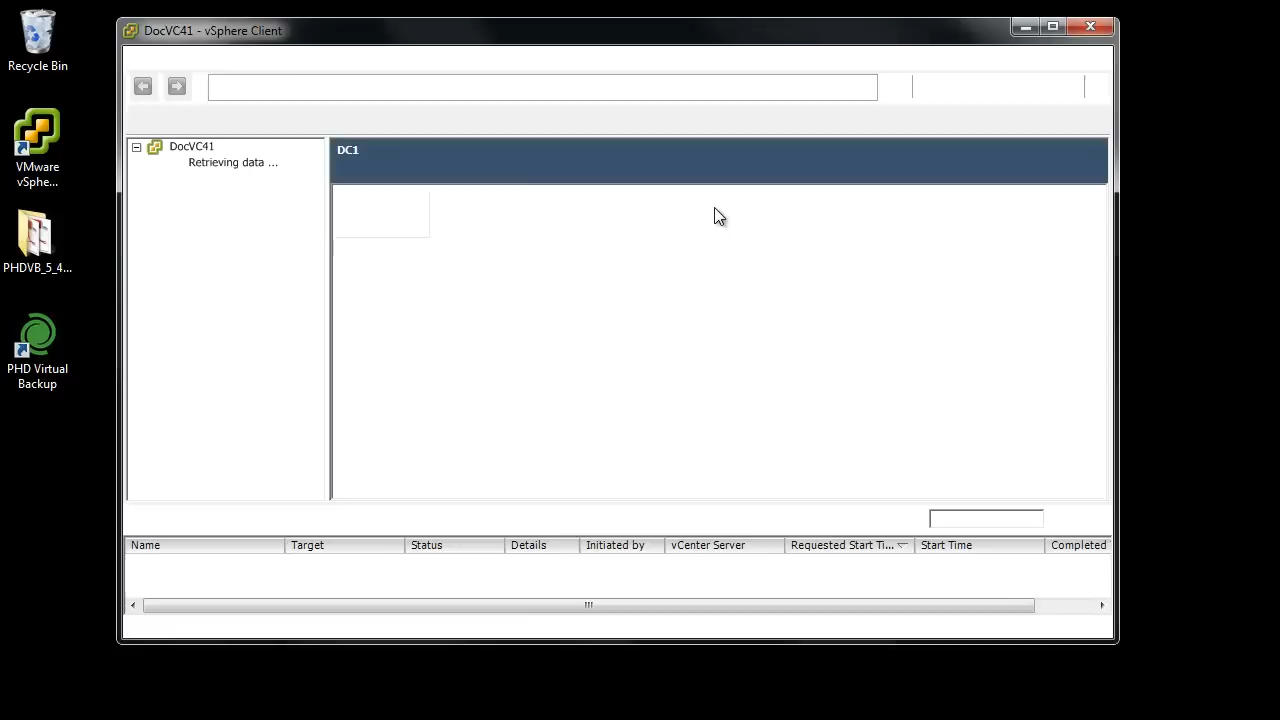 DocVC41 - vSphere Client
Recycle Bin
VMware
vSphe...
PHDVB_5_4...
PHD Virtual
Backup
DocVC41
Retrieving data ...
DC1
Name
Target
Status
Details
Initiated by
vCenter Server
Requested Start Ti...
Start Time
Completed